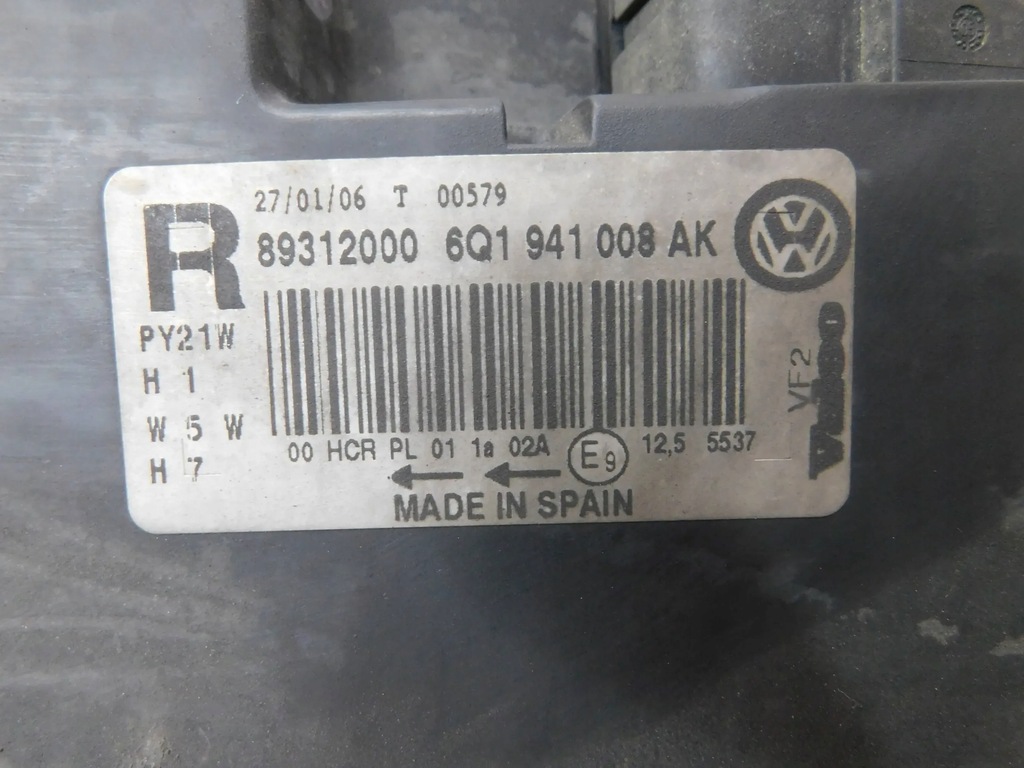 27/01/06 T 00579
R 89312000 6Q1 941 008 AK
PY21W
H 1
W 5 W
H 7
00 HCR PL 01 1a 02A E9 12,5 5537
MADE IN SPAIN
VF2
VW